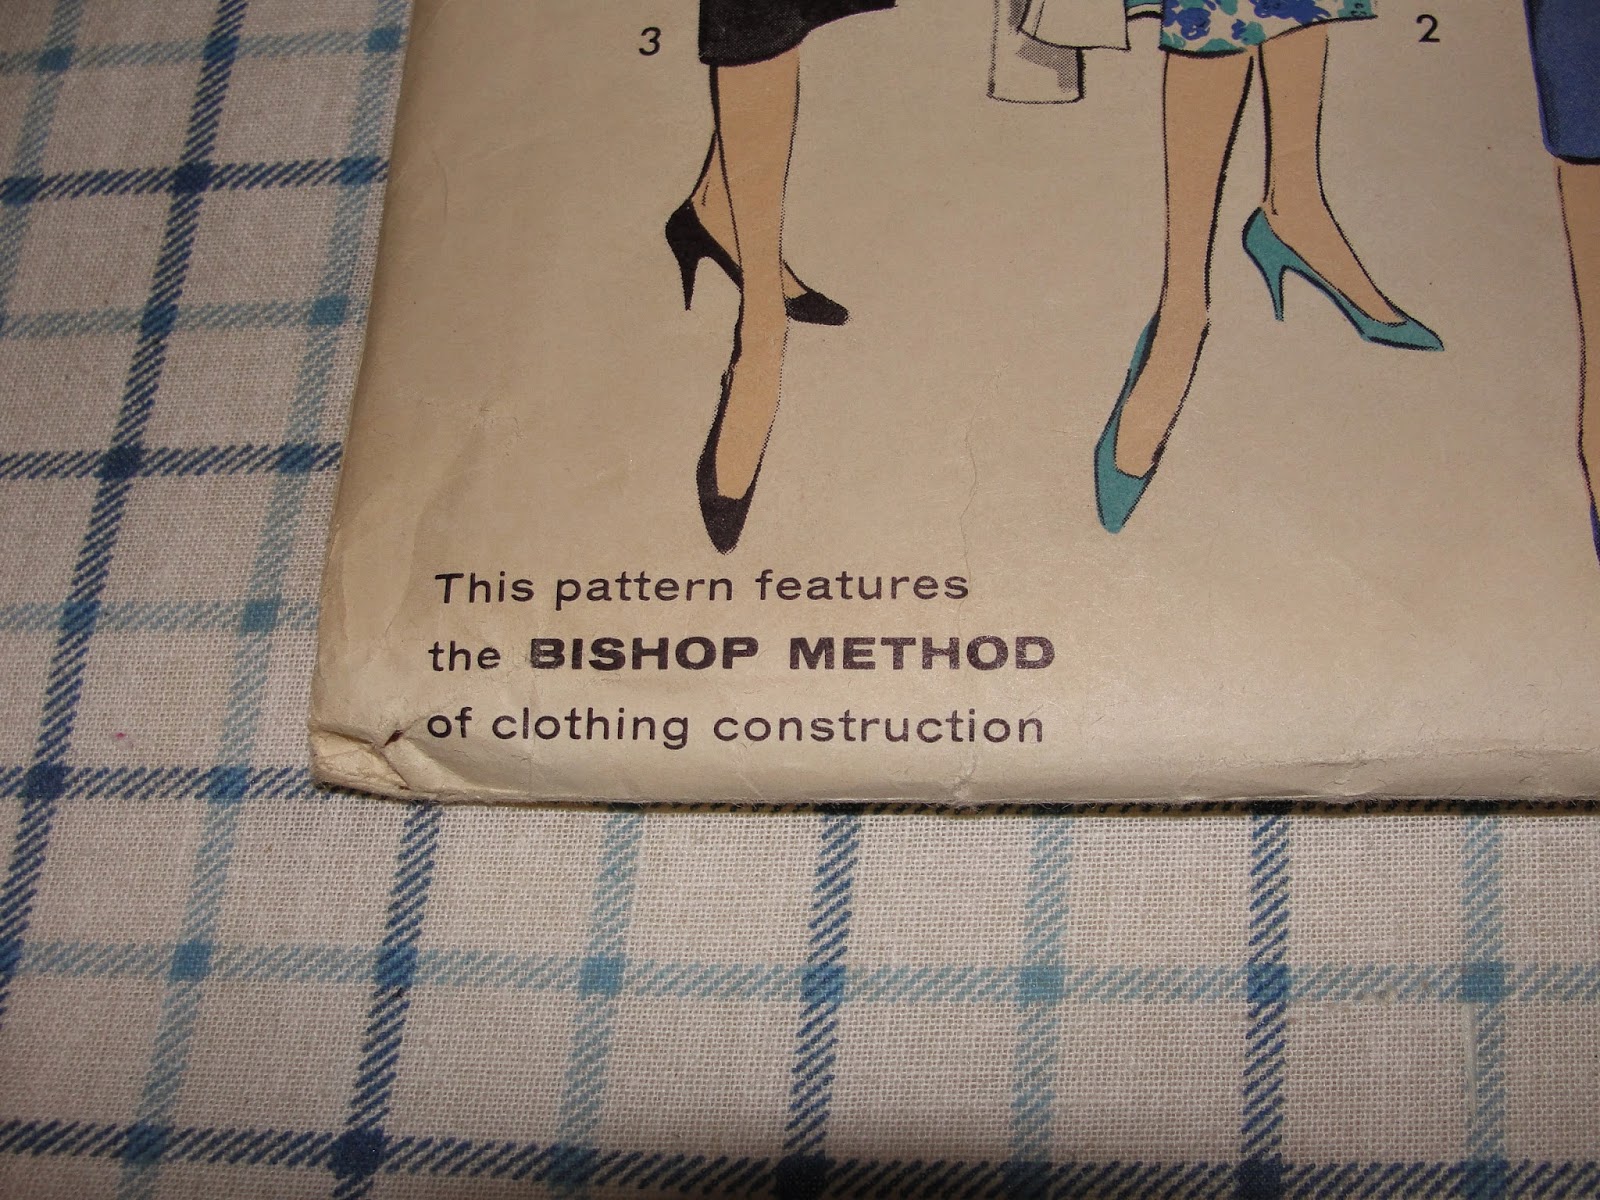 3
2
This pattern features
the BISHOP METHOD
of clothing construction